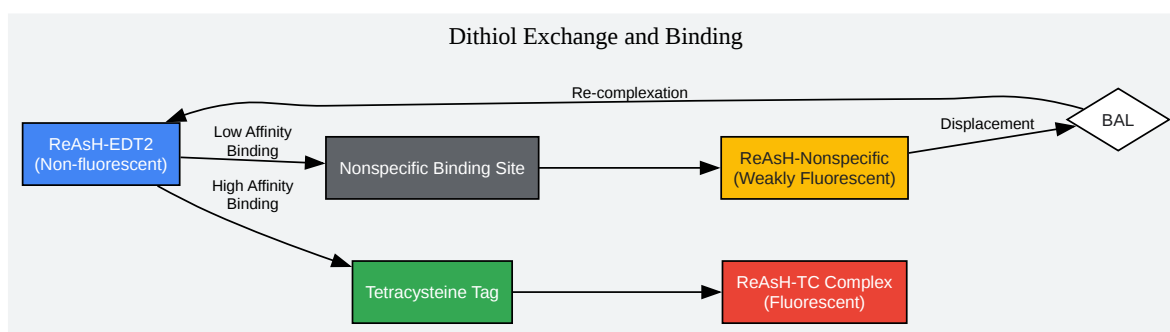 Dithiol Exchange and Binding
Re-complexation
BAL
Displacement
ReAsH-EDT2
(Non-fluorescent)
Low Affinity
Binding
Nonspecific Binding Site
ReAsH-Nonspecific
(Weakly Fluorescent)
High Affinity
Binding
Tetracysteine Tag
ReAsH-TC Complex
(Fluorescent)